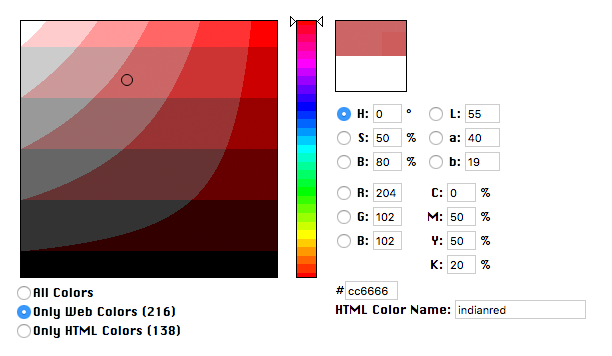 H: 0 ° L: 55
S: 50 % a: 40
B: 80 % b: 19
R: 204 C: 0 %
G: 102 M: 50 %
B: 102 Y: 50 %
K: 20 %
# cc6666
All Colors
Only Web Colors (216)
HTML Color Name: indianred
Only HTML Colors (138)